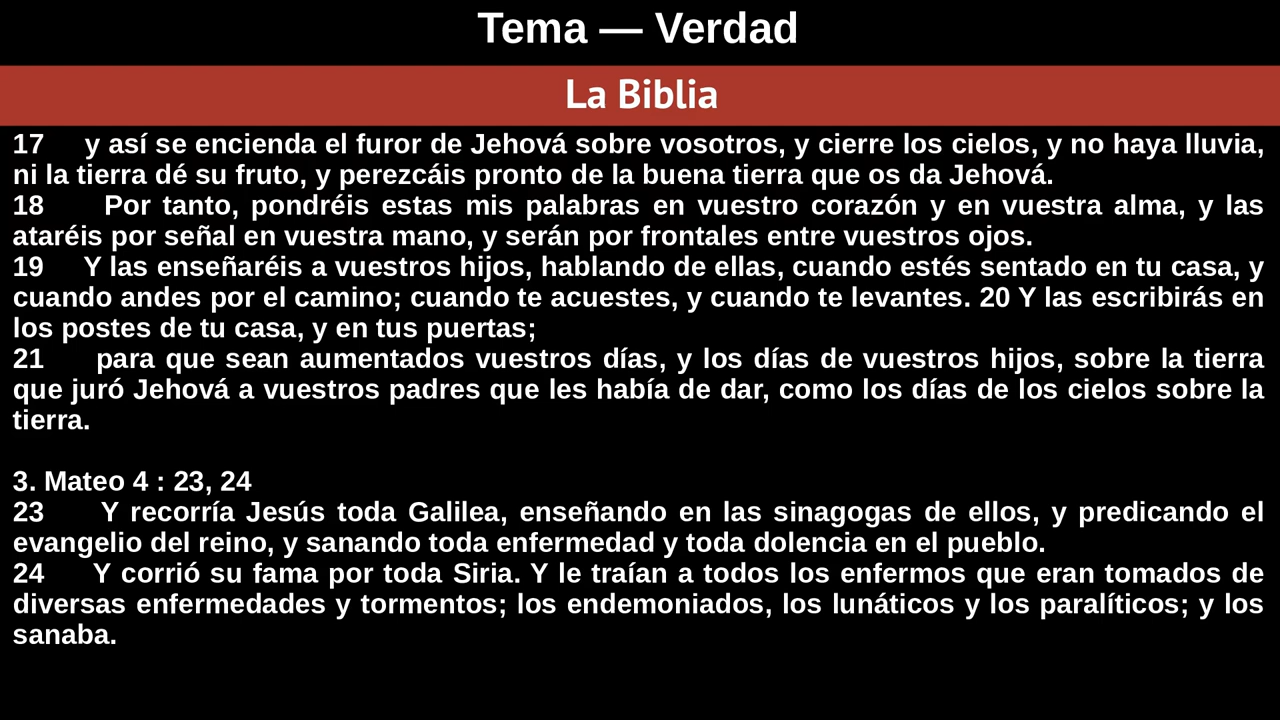 Tema — Verdad
La Biblia
17 y así se encienda el furor de Jehová sobre vosotros, y cierre los cielos, y no haya lluvia,
ni la tierra dé su fruto, y perezcáis pronto de la buena tierra que os da Jehová.
18 Por tanto, pondréis estas mis palabras en vuestro corazón y en vuestra alma, y las
ataréis por señal en vuestra mano, y serán por frontales entre vuestros ojos.
19 Y las enseñaréis a vuestros hijos, hablando de ellas, cuando estés sentado en tu casa, y
cuando andes por el camino; cuando te acuestes, y cuando te levantes. 20 Y las escribirás en
los postes de tu casa, y en tus puertas;
21 para que sean aumentados vuestros días, y los días de vuestros hijos, sobre la tierra
que juró Jehová a vuestros padres que les había de dar, como los días de los cielos sobre la
tierra.
3. Mateo 4 : 23, 24
23 Y recorría Jesús toda Galilea, enseñando en las sinagogas de ellos, y predicando el
evangelio del reino, y sanando toda enfermedad y toda dolencia en el pueblo.
24 Y corrió su fama por toda Siria. Y le traían a todos los enfermos que eran tomados de
diversas enfermedades y tormentos; los endemoniados, los lunáticos y los paralíticos; y los
sanaba.